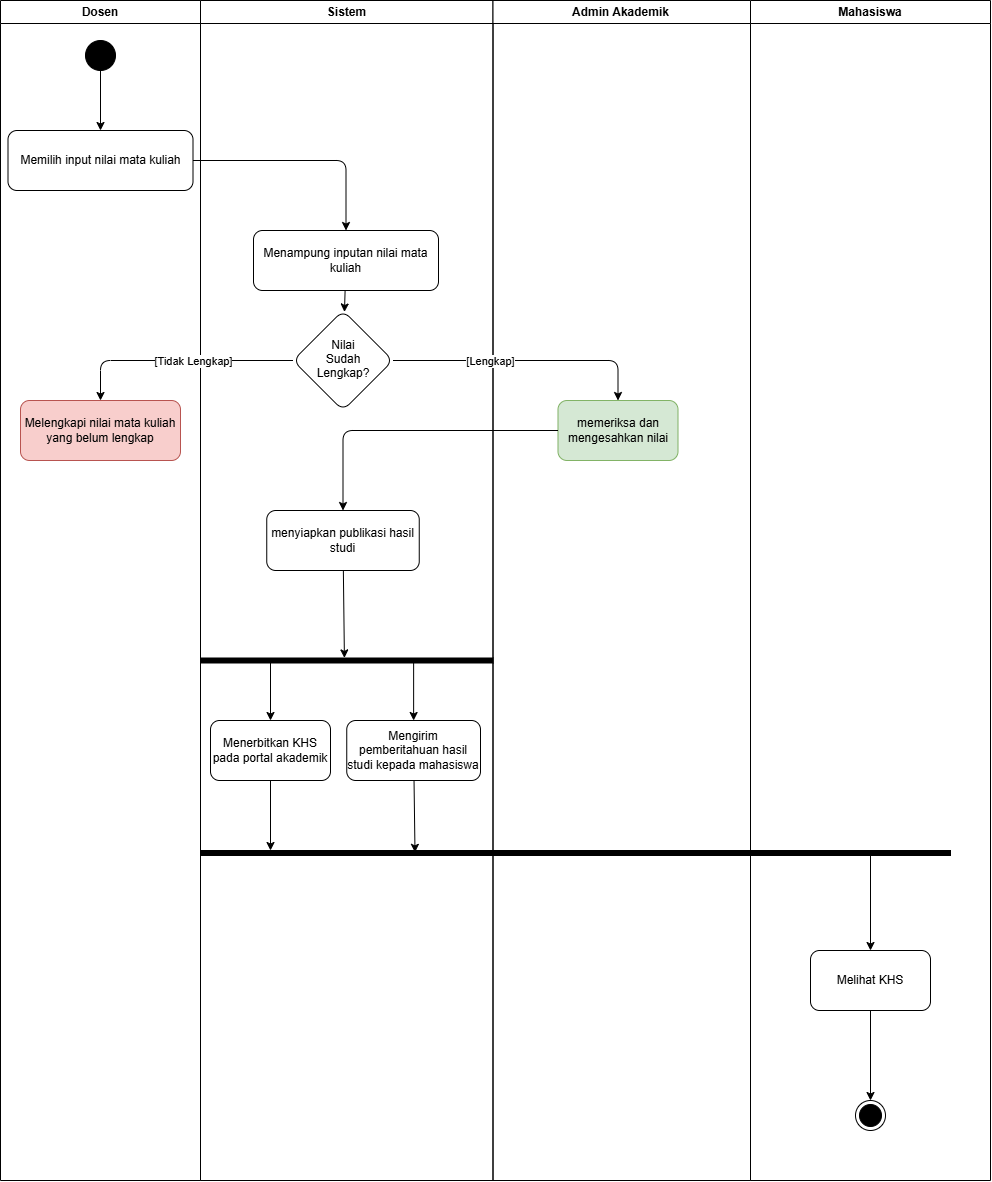 Dosen
Sistem
Admin Akademik
Mahasiswa
Memilih input nilai mata kuliah
Menampung inputan nilai mata
kuliah
Nilai
Sudah
Lengkap?
[Tidak Lengkap]
[Lengkap]
Melengkapi nilai mata kuliah
yang belum lengkap
memeriksa dan
mengesahkan nilai
menyiapkan publikasi hasil
studi
Menerbitkan KHS
pada portal akademik
Mengirim
pemberitahuan hasil
studi kepada mahasiswa
Melihat KHS